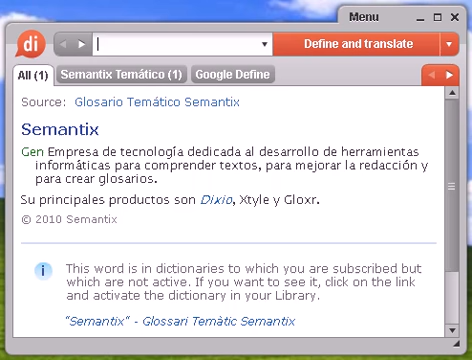 Menu
di
Define and translate
All (1) Semantix Temático (1) Google Define
Source: Glosario Temático Semantix
Semantix
Gen Empresa de tecnología dedicada al desarrollo de herramientas
informáticas para comprender textos, para mejorar la redacción y
para crear glosarios.
Su principales productos son Dixio, Xtyle y Gloxr.
© 2010 Semantix
i
This word is in dictionaries to which you are subscribed but
which are not active. If you want to see it, click on the link
and activate the dictionary in your Library.
"Semantix" - Glossari Temàtic Semantix